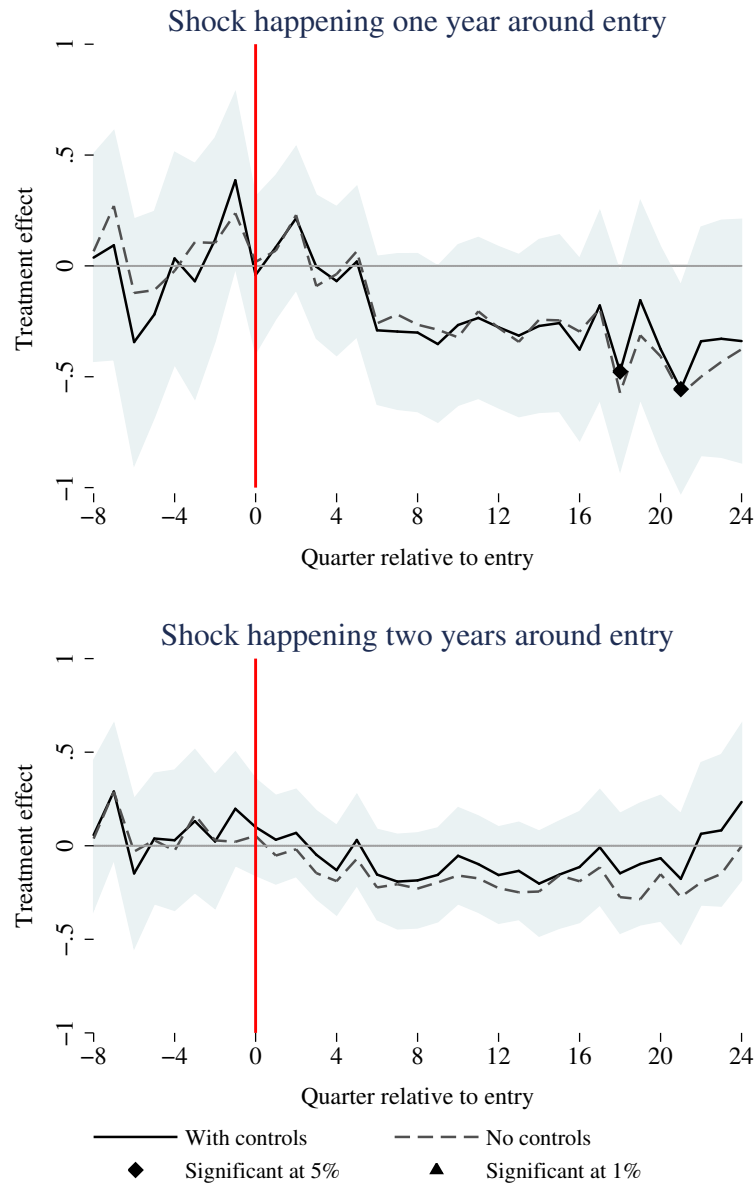 Shock happening one year around entry
1
.5
0
−.5
−1
Treatment effect
−8 −4 0 4 8 12 16 20 24
Quarter relative to entry
Shock happening two years around entry
1
.5
0
−.5
−1
Treatment effect
−8 −4 0 4 8 12 16 20 24
Quarter relative to entry
With controls No controls
Significant at 5% Significant at 1%